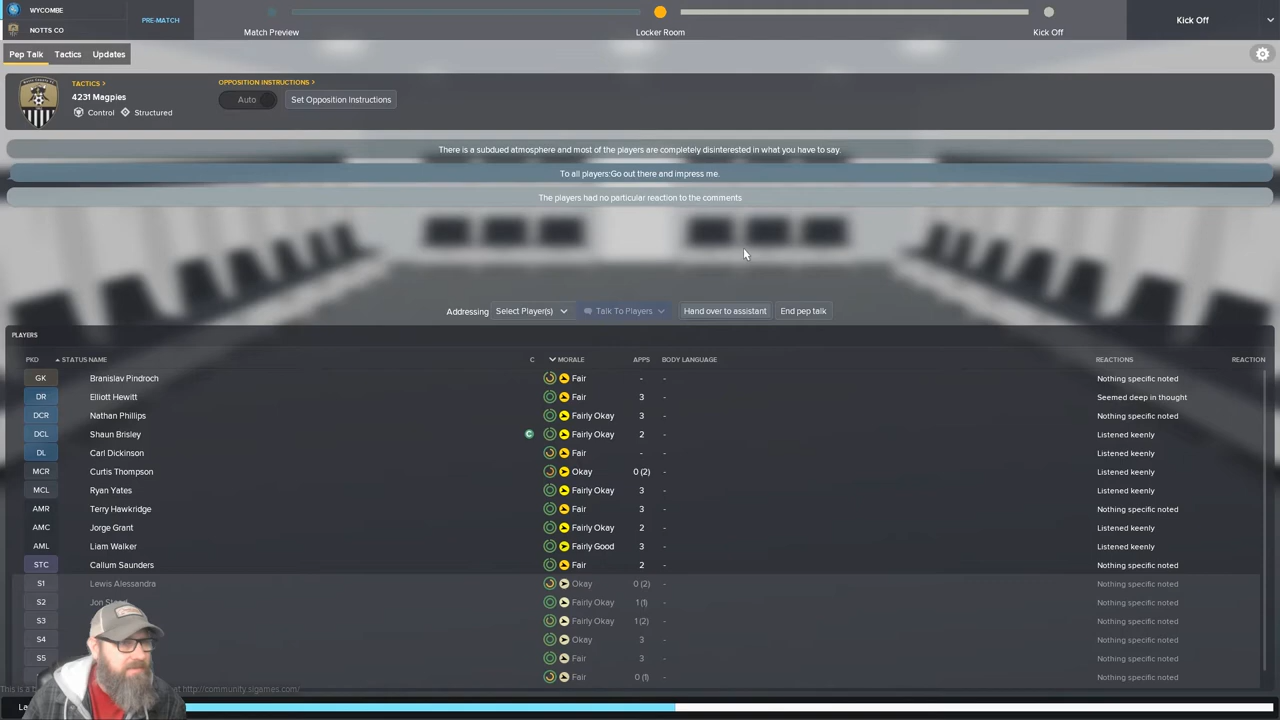 WYCOMBE
NOTTS CO
PRE-MATCH
Match Preview
Locker Room
Kick Off
Kick Off
Pep Talk Tactics Updates
TACTICS >
4231 Magpies
Control Structured
OPPOSITION INSTRUCTIONS >
Auto Set Opposition Instructions
There is a subdued atmosphere and most of the players are completely disinterested in what you have to say.
To all players:Go out there and impress me.
The players had no particular reaction to the comments
Addressing Select Player(s) Talk To Players Hand over to assistant End pep talk
PLAYERS
PKD STATUS NAME C MORALE APPS BODY LANGUAGE REACTIONS REACTION
GK Branislav Pindroch Fair - - Nothing specific noted
DR Elliott Hewitt Fair 3 - Seemed deep in thought
DCR Nathan Phillips Fairly Okay 3 - Nothing specific noted
DCL Shaun Brisley C Fairly Okay 2 - Listened keenly
DL Carl Dickinson Fair - - Listened keenly
MCR Curtis Thompson Okay 0 (2) - Listened keenly
MCL Ryan Yates Fairly Okay 3 - Listened keenly
AMR Terry Hawkridge Fair 3 - Nothing specific noted
AMC Jorge Grant Fairly Okay 2 - Listened keenly
AML Liam Walker Fairly Good 3 - Listened keenly
STC Callum Saunders Fair 2 - Nothing specific noted
S1 Lewis Alessandra Okay 0 (2) - Nothing specific noted
S2 Jon Stead Fairly Okay 1 (1) - Nothing specific noted
S3 Fairly Okay 1 (2) - Nothing specific noted
S4 Okay 3 - Nothing specific noted
S5 Fair 3 - Nothing specific noted
Fair 0 (1) - Nothing specific noted
This is a http://community.sigames.com/